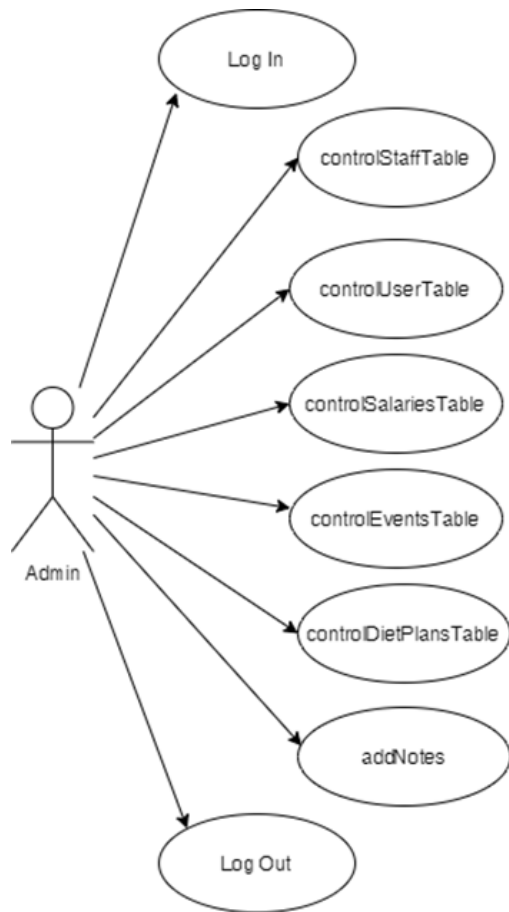 Log In
controlStaffTable
controlUserTable
controlSalariesTable
controlEventsTable
Admin
controlDietPlansTable
addNotes
Log Out